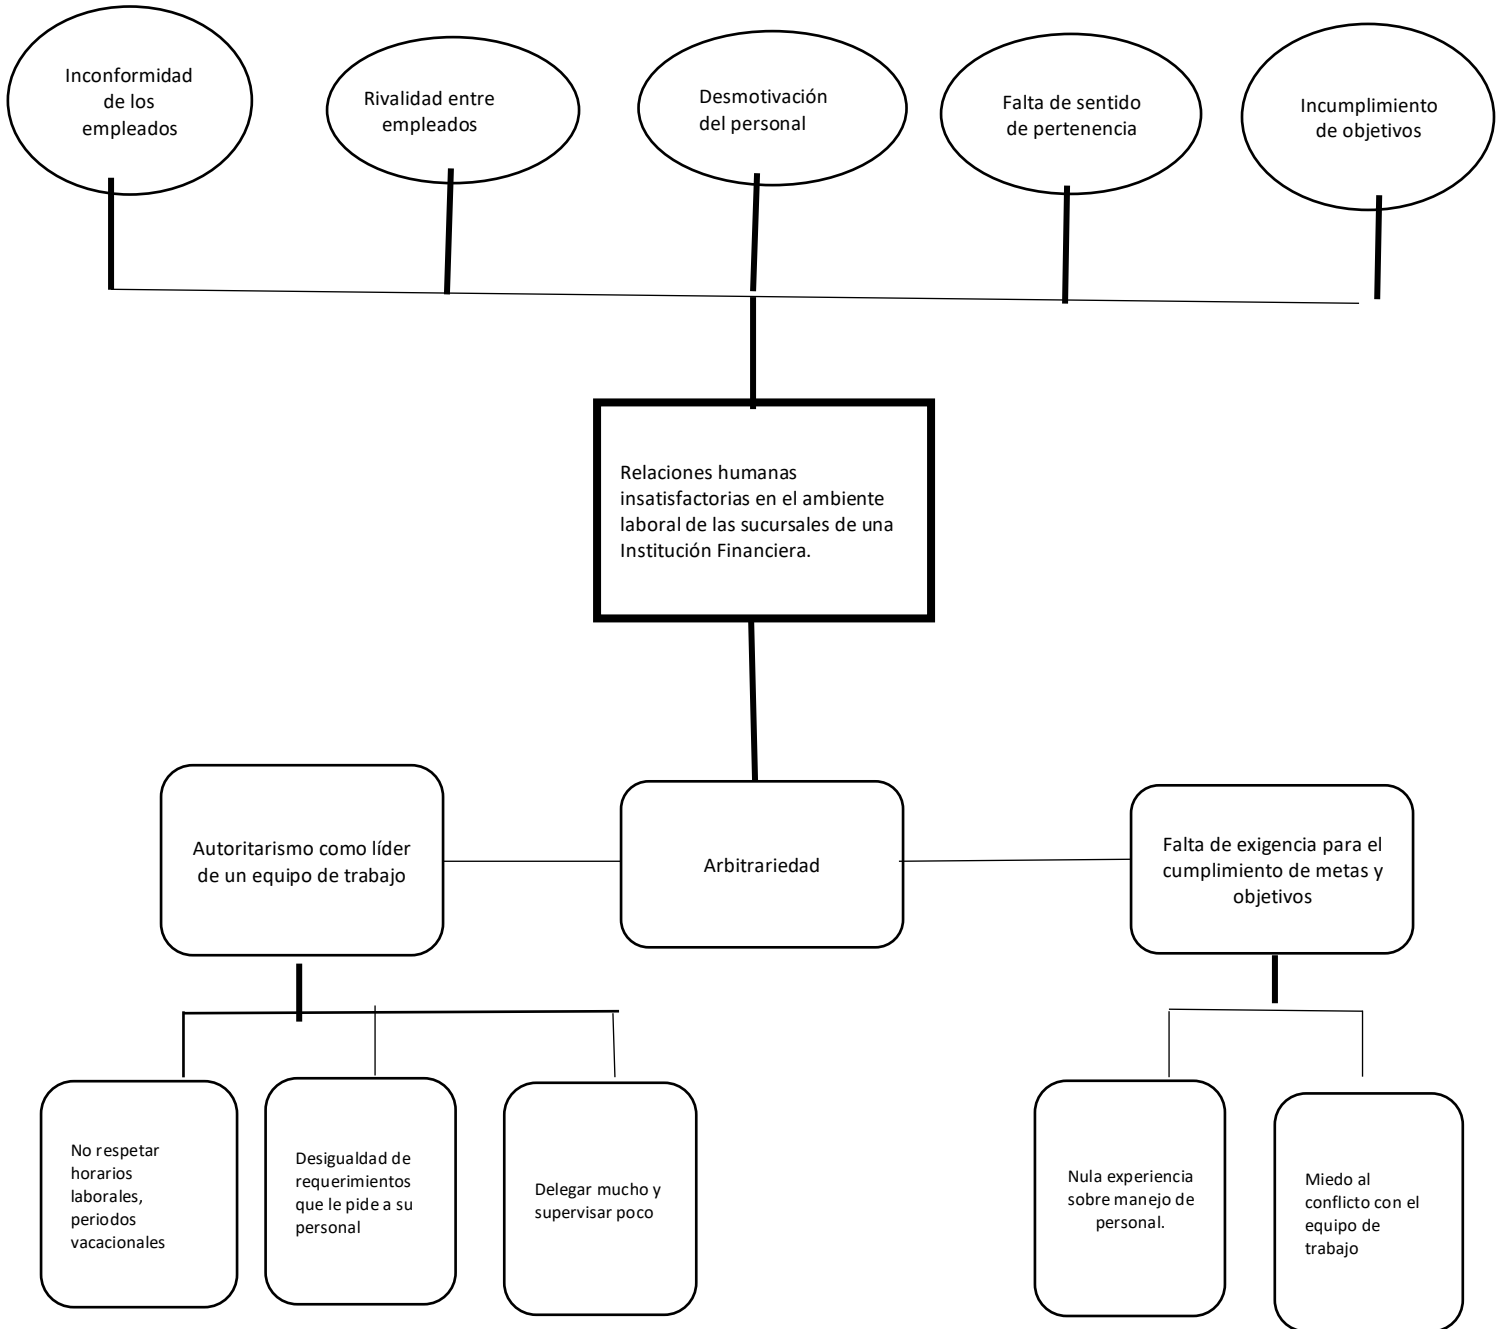 Inconformidad
de los
empleados
Rivalidad entre
empleados
Desmotivación
del personal
Falta de sentido
de pertenencia
Incumplimiento
de objetivos
Relaciones humanas
insatisfactorias en el ambiente
laboral de las sucursales de una
Institución Financiera.
Autoritarismo como líder
de un equipo de trabajo
Arbitrariedad
Falta de exigencia para el
cumplimiento de metas y
objetivos
No respetar
horarios
laborales,
periodos
vacacionales
Desigualdad de
requerimientos
que le pide a su
personal
Delegar mucho y
supervisar poco
Nula experiencia
sobre manejo de
personal.
Miedo al
conflicto con el
equipo de
trabajo